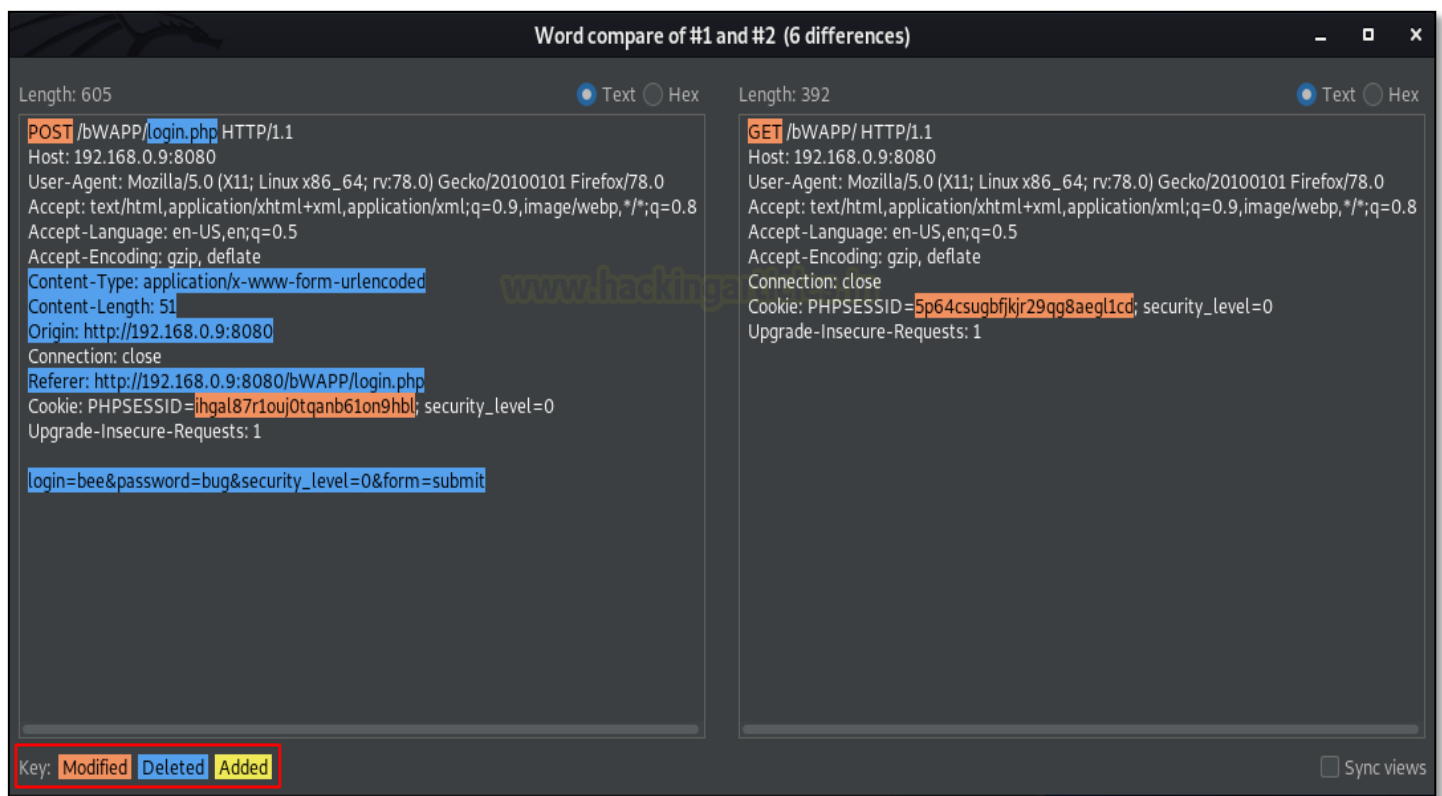 Word compare of #1 and #2 (6 differences)
Length: 605 Text Hex
POST /bWAPP/login.php HTTP/1.1
Host: 192.168.0.9:8080
User-Agent: Mozilla/5.0 (X11; Linux x86_64; rv:78.0) Gecko/20100101 Firefox/78.0
Accept: text/html,application/xhtml+xml,application/xml;q=0.9,image/webp,*/*;q=0.8
Accept-Language: en-US,en;q=0.5
Accept-Encoding: gzip, deflate
Content-Type: application/x-www-form-urlencoded
Content-Length: 51
Origin: http://192.168.0.9:8080
Connection: close
Referer: http://192.168.0.9:8080/bWAPP/login.php
Cookie: PHPSESSID=ihgal87r1ouj0tqanb61on9hbl; security_level=0
Upgrade-Insecure-Requests: 1
login=bee&password=bug&security_level=0&form=submit
Length: 392 Text Hex
GET /bWAPP/ HTTP/1.1
Host: 192.168.0.9:8080
User-Agent: Mozilla/5.0 (X11; Linux x86_64; rv:78.0) Gecko/20100101 Firefox/78.0
Accept: text/html,application/xhtml+xml,application/xml;q=0.9,image/webp,*/*;q=0.8
Accept-Language: en-US,en;q=0.5
Accept-Encoding: gzip, deflate
Connection: close
Cookie: PHPSESSID=5p64csugbfjkjr29qg8aegl1cd; security_level=0
Upgrade-Insecure-Requests: 1
www.hackingarticles.in
Key: Modified Deleted Added
Sync views